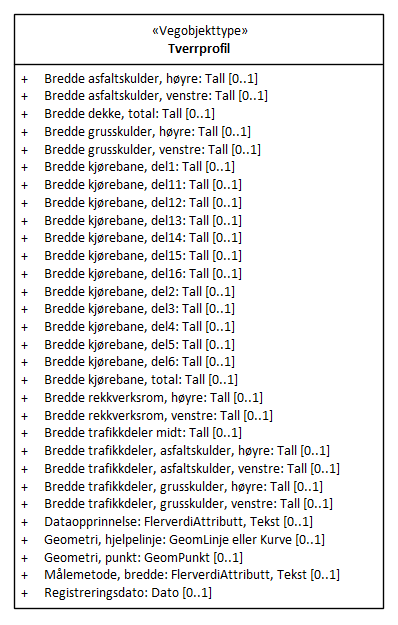 «Vegobjekttype»
Tverrprofil
+ Bredde asfaltskulder, høyre: Tall [0..1]
+ Bredde asfaltskulder, venstre: Tall [0..1]
+ Bredde dekke, total: Tall [0..1]
+ Bredde grusskulder, høyre: Tall [0..1]
+ Bredde grusskulder, venstre: Tall [0..1]
+ Bredde kjørebane, del1: Tall [0..1]
+ Bredde kjørebane, del11: Tall [0..1]
+ Bredde kjørebane, del12: Tall [0..1]
+ Bredde kjørebane, del13: Tall [0..1]
+ Bredde kjørebane, del14: Tall [0..1]
+ Bredde kjørebane, del15: Tall [0..1]
+ Bredde kjørebane, del16: Tall [0..1]
+ Bredde kjørebane, del2: Tall [0..1]
+ Bredde kjørebane, del3: Tall [0..1]
+ Bredde kjørebane, del4: Tall [0..1]
+ Bredde kjørebane, del5: Tall [0..1]
+ Bredde kjørebane, del6: Tall [0..1]
+ Bredde kjørebane, total: Tall [0..1]
+ Bredde rekkverksrom, høyre: Tall [0..1]
+ Bredde rekkverksrom, venstre: Tall [0..1]
+ Bredde trafikkdeler midt: Tall [0..1]
+ Bredde trafikkdeler, asfaltskulder, høyre: Tall [0..1]
+ Bredde trafikkdeler, asfaltskulder, venstre: Tall [0..1]
+ Bredde trafikkdeler, grusskulder, høyre: Tall [0..1]
+ Bredde trafikkdeler, grusskulder, venstre: Tall [0..1]
+ Dataopprinnelse: FlerverdiAttributt, Tekst [0..1]
+ Geometri, hjelpelinje: GeomLinje eller Kurve [0..1]
+ Geometri, punkt: GeomPunkt [0..1]
+ Målemetode, bredde: FlerverdiAttributt, Tekst [0..1]
+ Registreringsdato: Dato [0..1]